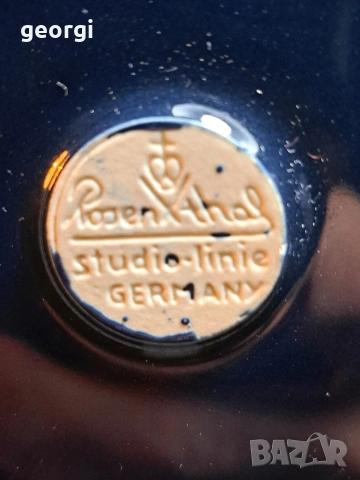 georgi
Rosenthal
studio-linie
GERMANY
BAZAR